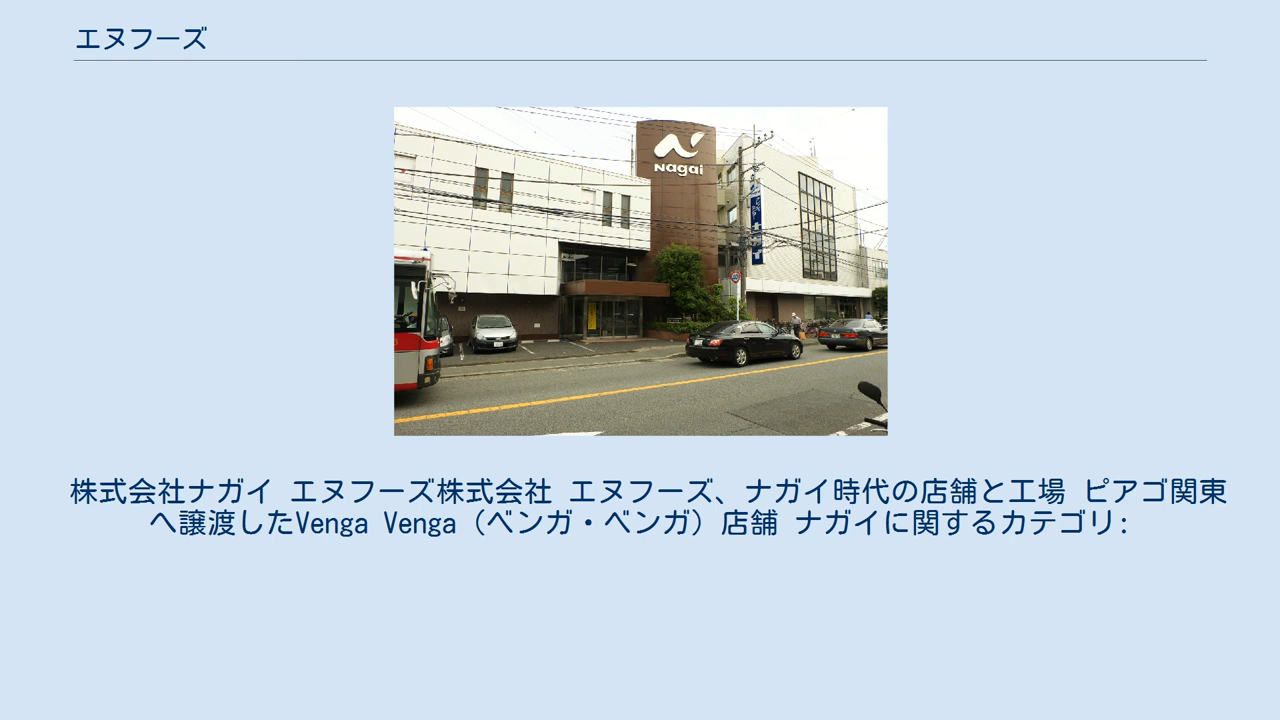 エヌフーズ
Nagai
株式会社ナガイ エヌフーズ株式会社 エヌフーズ、ナガイ時代の店舗と工場 ピアゴ関東
へ譲渡したVenga Venga（ベンガ・ベンガ）店舗 ナガイに関するカテゴリ: